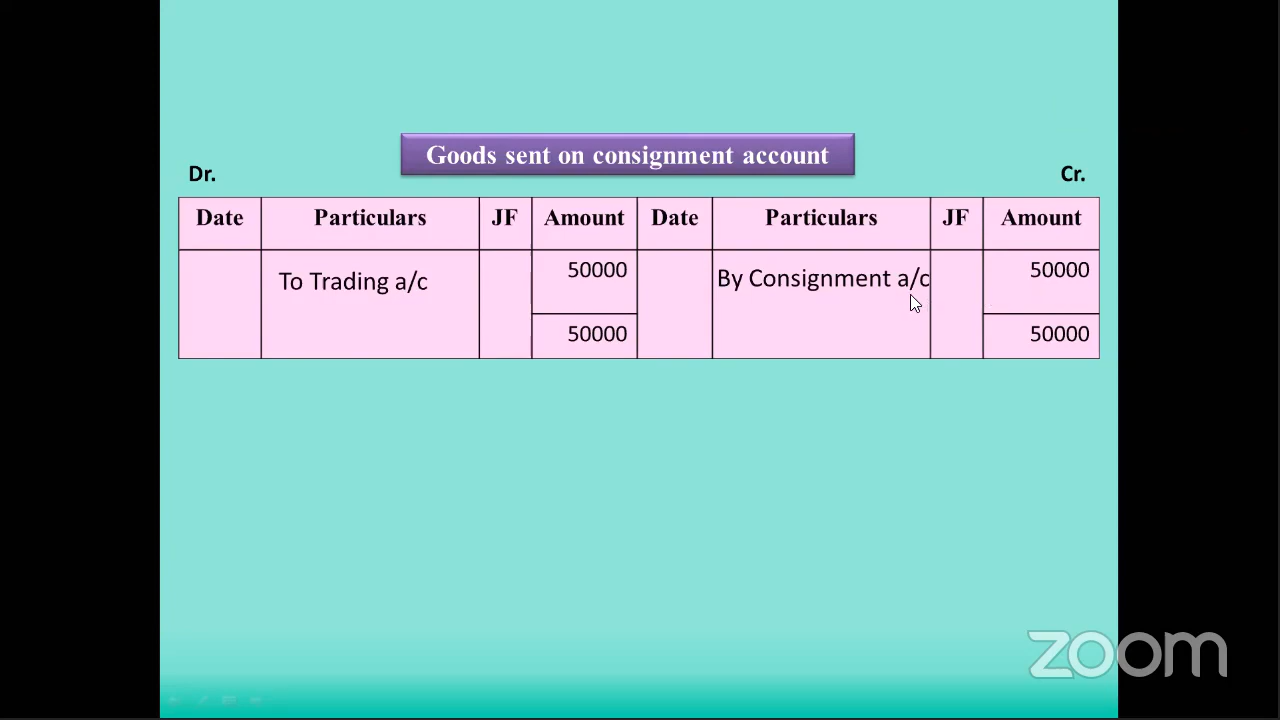 Goods sent on consignment account
Dr. Cr.
Date Particulars JF Amount Date Particulars JF Amount
To Trading a/c 50000 By Consignment a/c 50000
50000 50000
zoom